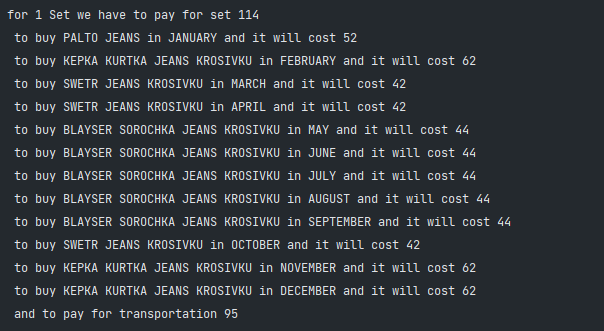 for 1 Set we have to pay for set 114
to buy PALTO JEANS in JANUARY and it will cost 52
to buy KEPKA KURTKA JEANS KROSIVKU in FEBRUARY and it will cost 62
to buy SWETR JEANS KROSIVKU in MARCH and it will cost 42
to buy SWETR JEANS KROSIVKU in APRIL and it will cost 42
to buy BLAYSER SOROCHKA JEANS KROSIVKU in MAY and it will cost 44
to buy BLAYSER SOROCHKA JEANS KROSIVKU in JUNE and it will cost 44
to buy BLAYSER SOROCHKA JEANS KROSIVKU in JULY and it will cost 44
to buy BLAYSER SOROCHKA JEANS KROSIVKU in AUGUST and it will cost 44
to buy BLAYSER SOROCHKA JEANS KROSIVKU in SEPTEMBER and it will cost 44
to buy SWETR JEANS KROSIVKU in OCTOBER and it will cost 42
to buy KEPKA KURTKA JEANS KROSIVKU in NOVEMBER and it will cost 62
to buy KEPKA KURTKA JEANS KROSIVKU in DECEMBER and it will cost 62
and to pay for transportation 95